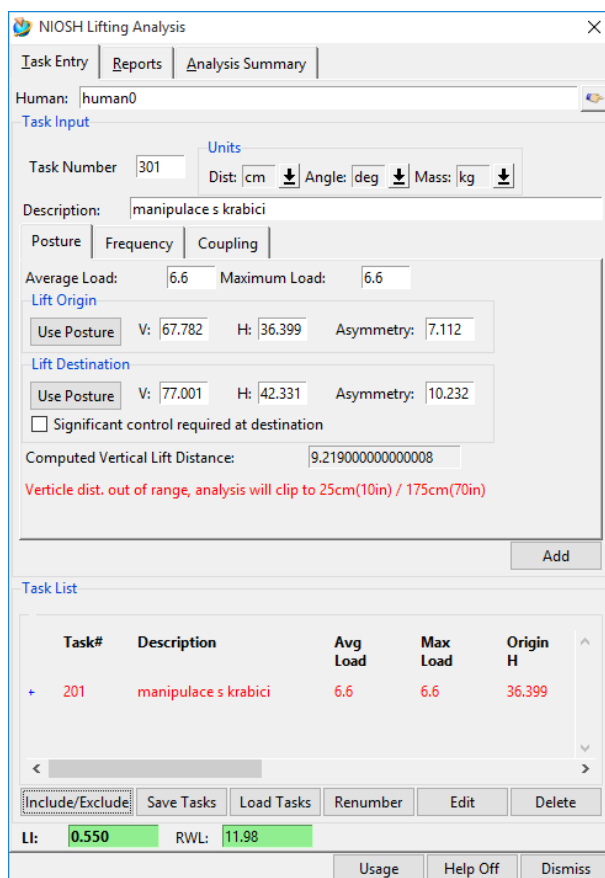 NIOSH Lifting Analysis
Task Entry Reports Analysis Summary
Human: human0
Task Input
Units
Task Number 301 Dist: cm Angle: deg Mass: kg
Description: manipulace s krabici
Posture Frequency Coupling
Average Load: 6.6 Maximum Load: 6.6
Lift Origin
Use Posture V: 67.782 H: 36.399 Asymmetry: 7.112
Lift Destination
Use Posture V: 77.001 H: 42.331 Asymmetry: 10.232
Significant control required at destination
Computed Vertical Lift Distance: 9.219000000000008
Verticle dist. out of range, analysis will clip to 25cm(10in) / 175cm(70in)
Add
Task List
Task# Description Avg Load Max Load Origin H
+ 201 manipulace s krabici 6.6 6.6 36.399
Include/Exclude Save Tasks Load Tasks Renumber Edit Delete
LI: 0.550 RWL: 11.98
Usage Help Off Dismiss